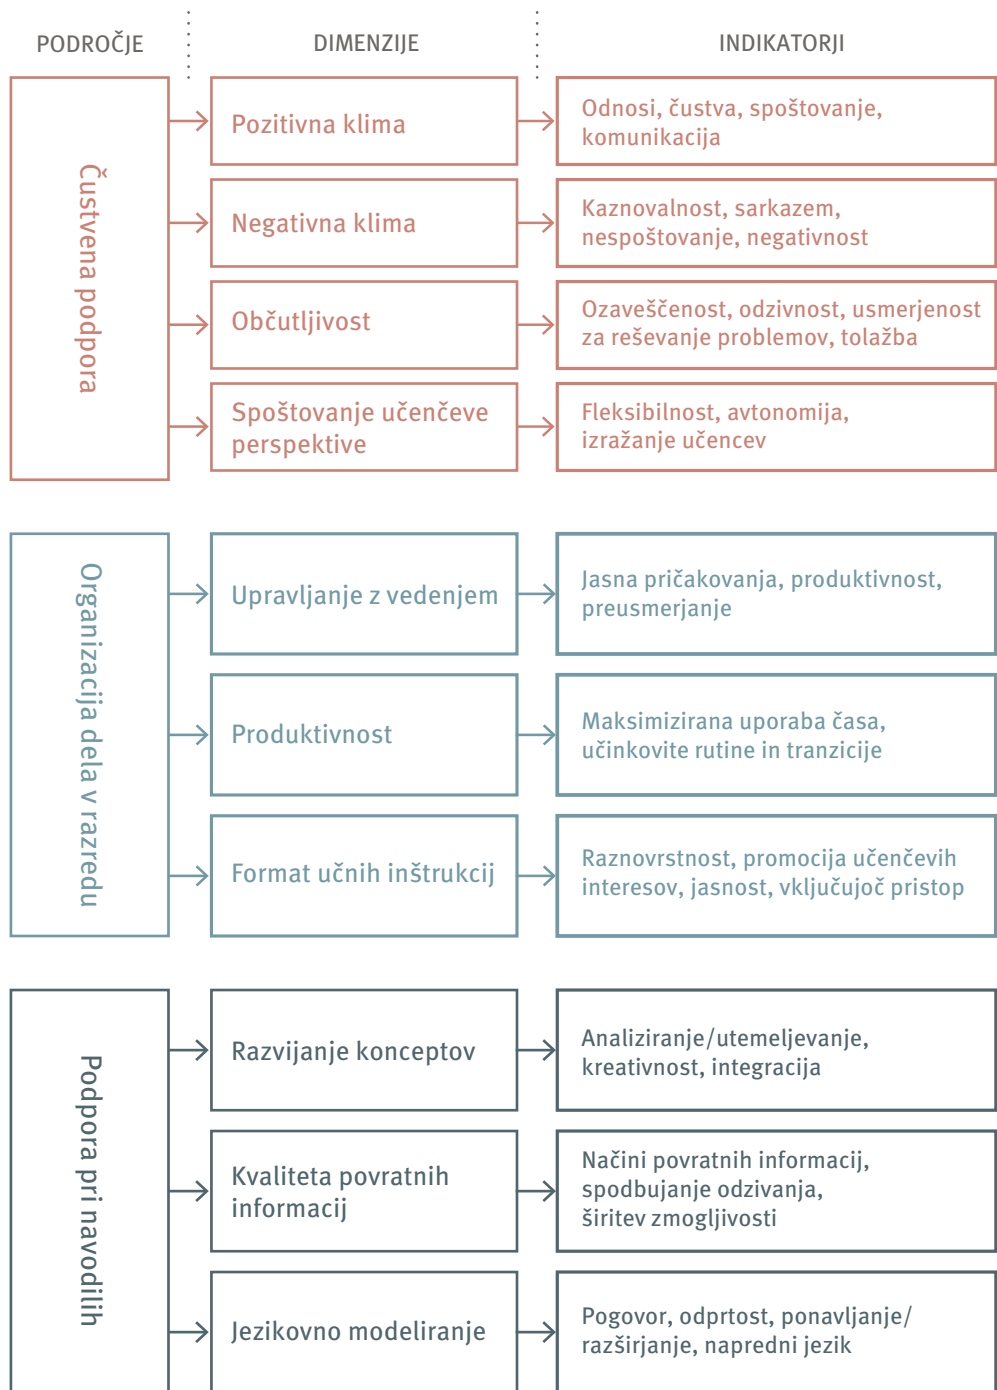 PODROČJE
DIMENZIJE
INDIKATORJI
Čustvena podpora
Pozitivna klima
Odnosi, čustva, spoštovanje,
komunikacija
Negativna klima
Kaznovalnost, sarkazem,
nespoštovanje, negativnost
Občutljivost
Ozaveščenost, odzivnost, usmerjenost
za reševanje problemov, tolažba
Spoštovanje učenčeve
perspektive
Fleksibilnost, avtonomija,
izražanje učencev
Organizacija dela v razredu
Upravljanje z vedenjem
Jasna pričakovanja, produktivnost,
preusmerjanje
Produktivnost
Maksimizirana uporaba časa,
učinkovite rutine in tranzicije
Format učnih inštrukcij
Raznovrstnost, promocija učenčevih
interesov, jasnost, vključujoč pristop
Podpora pri navodilih
Razvijanje konceptov
Analiziranje/utemeljevanje,
kreativnost, integracija
Kvaliteta povratnih
informacij
Načini povratnih informacij,
spodbujanje odzivanja,
širitev zmogljivosti
Jezikovno modeliranje
Pogovor, odprtost, ponavljanje/
razširjanje, napredni jezik